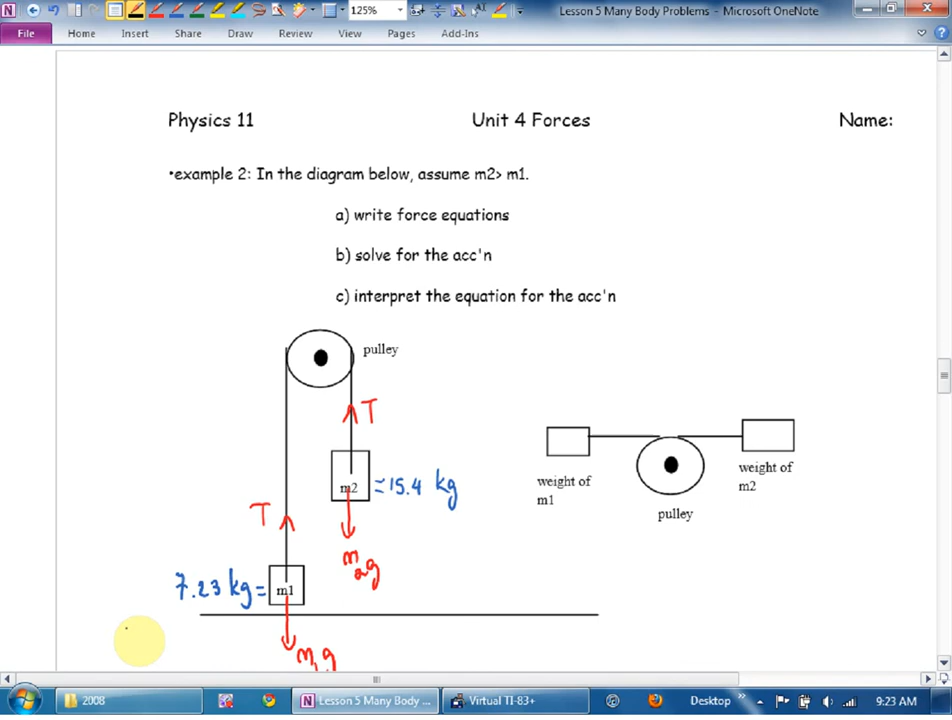 Lesson 5 Many Body Problems - Microsoft OneNote
125%
File Home Insert Share Draw Review View Pages Add-Ins
Physics 11 Unit 4 Forces Name:
•example 2: In the diagram below, assume m2> m1.
a) write force equations
b) solve for the acc'n
c) interpret the equation for the acc'n
pulley
T
m2 =15.4 kg
weight of m1
weight of m2
pulley
T
m2g
7.23 kg = m1
m1g
2008
Lesson 5 Many Body ...
Virtual TI-83+
Desktop
9:23 AM